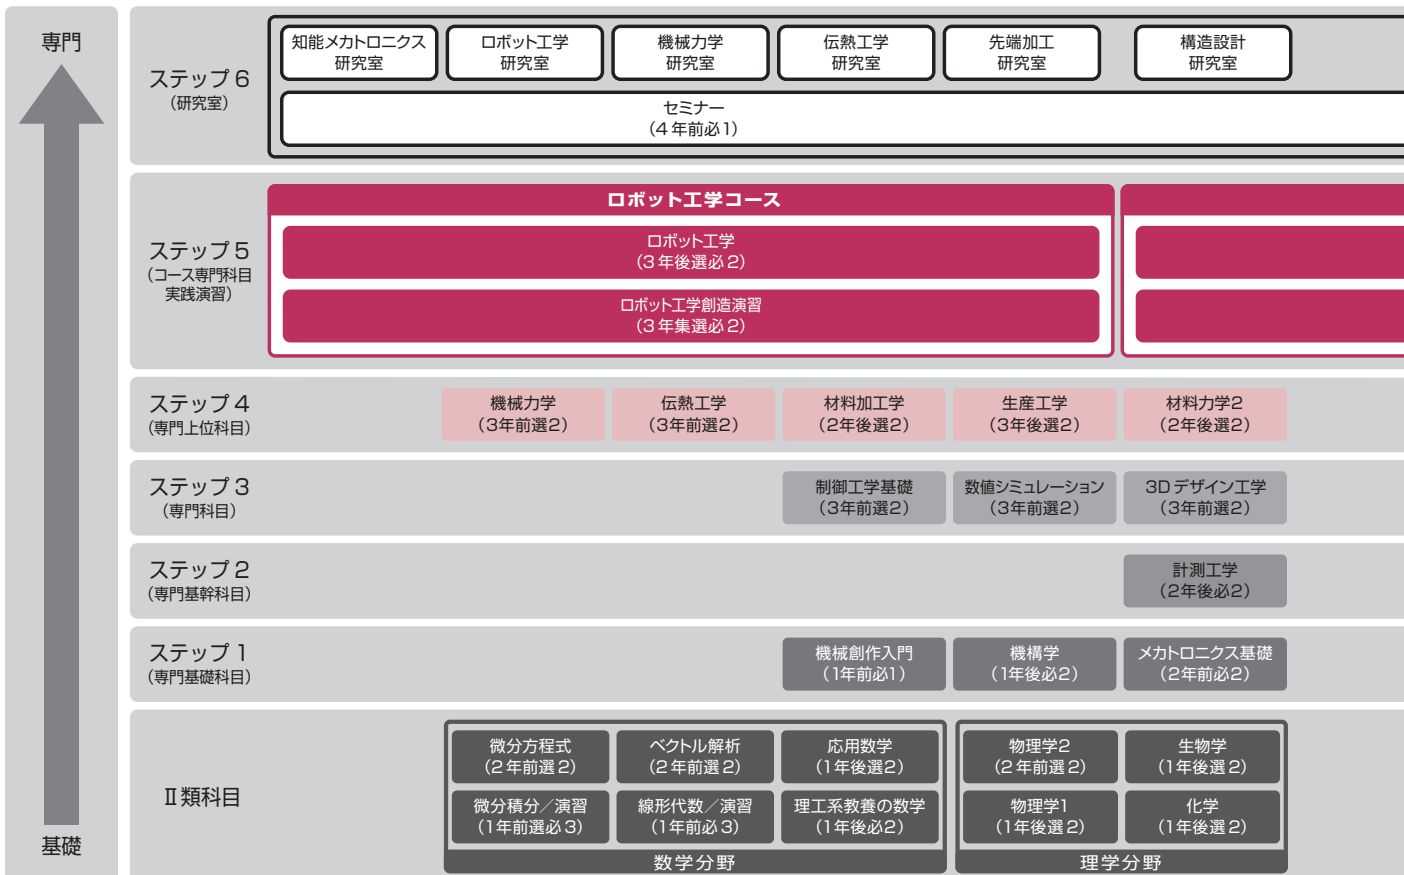 専門
ステップ6
（研究室）
知能メカトロニクス
研究室
ロボット工学
研究室
機械力学
研究室
伝熱工学
研究室
先端加工
研究室
構造設計
研究室
セミナー
（4年前必1）
ロボット工学コース
ステップ5
（コース専門科目
実践演習）
ロボット工学
（3年後選必2）
ロボット工学創造演習
（3年集選必2）
ステップ4
（専門上位科目）
機械力学
（3年前選2）
伝熱工学
（3年前選2）
材料加工学
（2年後選2）
生産工学
（3年後選2）
材料力学2
（2年後選2）
ステップ3
（専門科目）
制御工学基礎
（3年前選2）
数値シミュレーション
（3年前選2）
3Dデザイン工学
（3年前選2）
ステップ2
（専門基幹科目）
計測工学
（2年後必2）
ステップ1
（専門基礎科目）
機械創作入門
（1年前必1）
機構学
（1年後必2）
メカトロニクス基礎
（2年前必2）
Ⅱ類科目
微分方程式
（2年前選2）
ベクトル解析
（2年前選2）
応用数学
（1年後選2）
物理学2
（2年前選2）
生物学
（1年後選2）
微分積分／演習
（1年前選必3）
線形代数／演習
（1年前必3）
理工系教養の数学
（1年後必2）
物理学1
（1年後選2）
化学
（1年後選2）
数学分野
理学分野
基礎